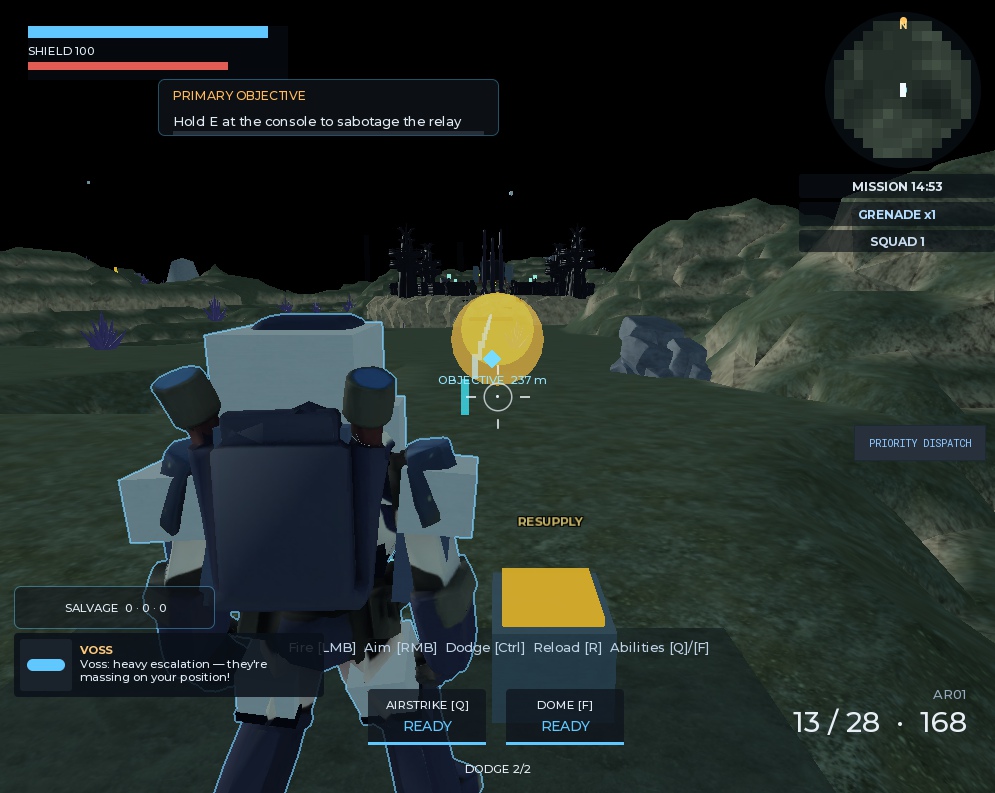 SHIELD 100
PRIMARY OBJECTIVE
Hold E at the console to sabotage the relay
N
MISSION 14:53
GRENADE x1
SQUAD 1
OBJECTIVE 237 m
PRIORITY DISPATCH
RESUPPLY
SALVAGE 0 · 0 · 0
VOSS
Voss: heavy escalation — they're
massing on your position!
Fire [LMB] Aim [RMB] Dodge [Ctrl] Reload [R] Abilities [Q]/[F]
AIRSTRIKE [Q]
READY
DOME [F]
READY
AR01
13 / 28 · 168
DODGE 2/2